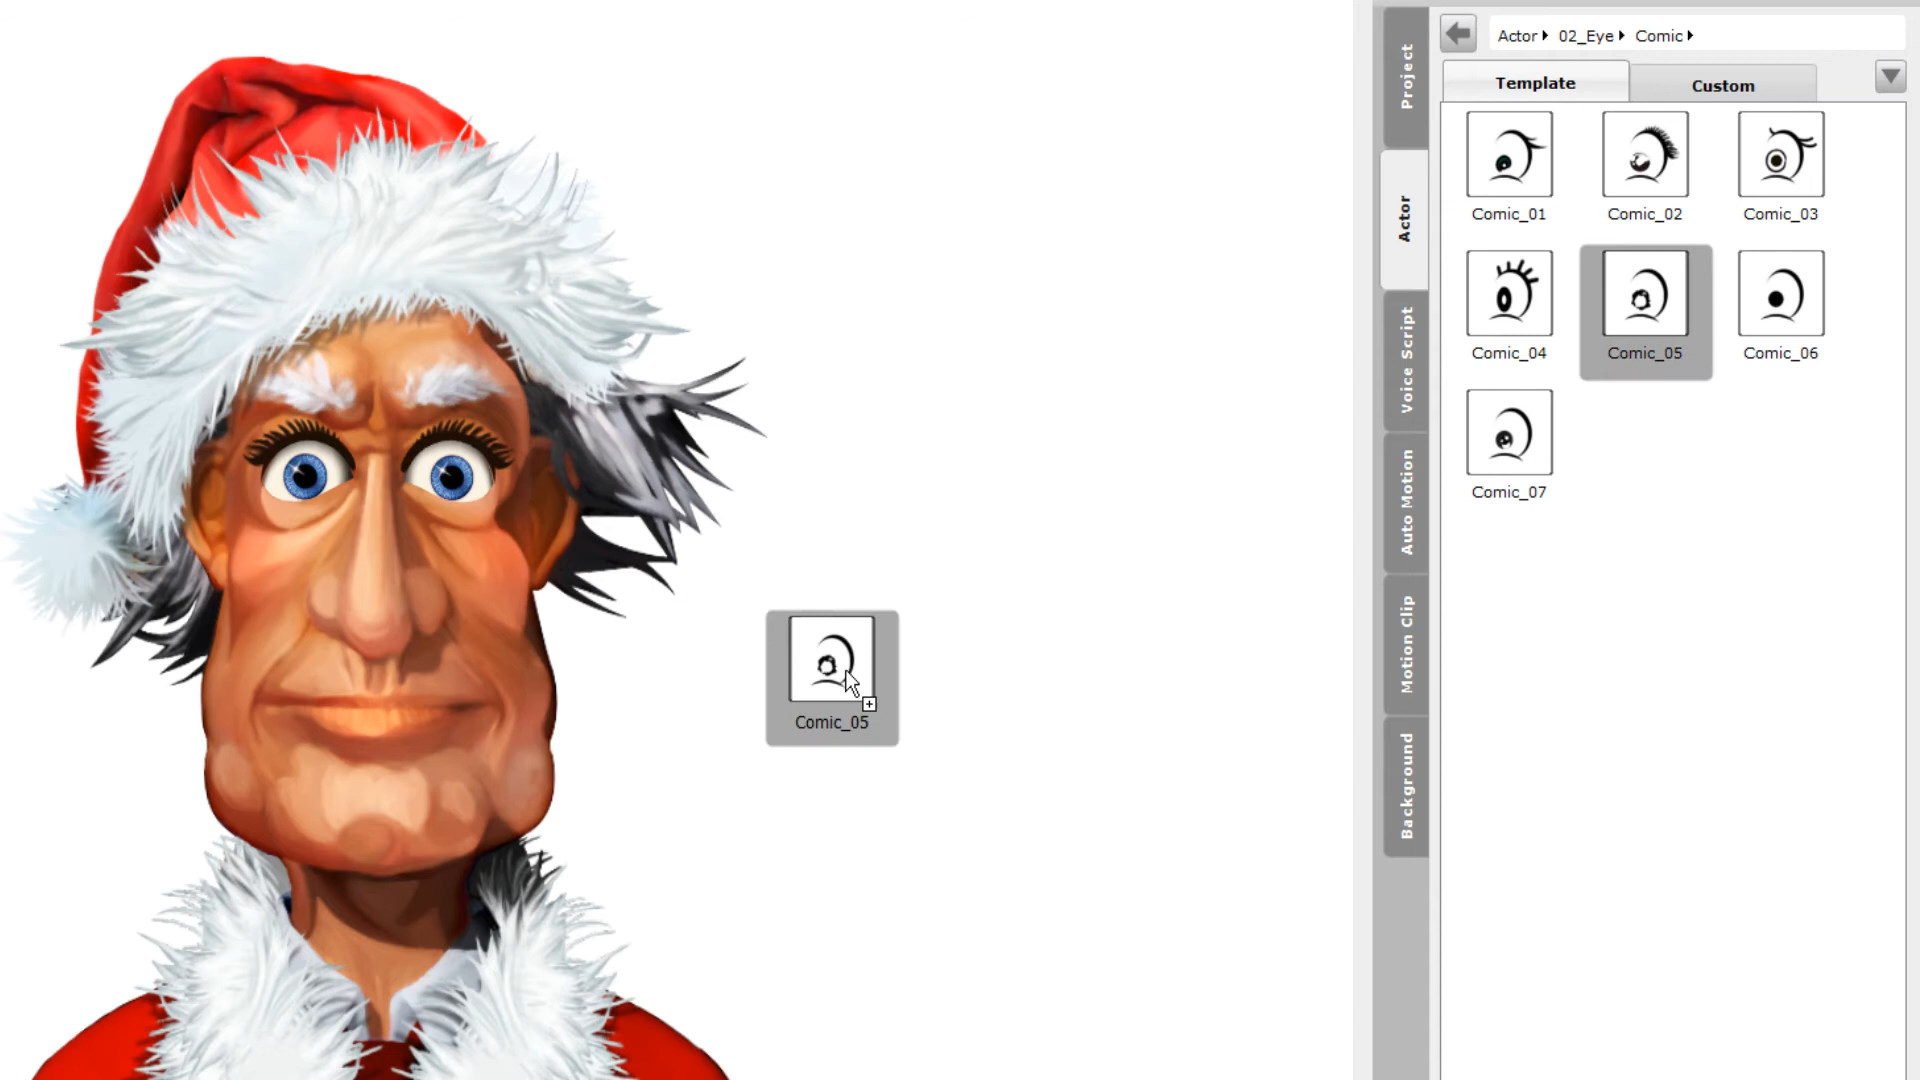 Project
Actor
Voice Script
Auto Motion
Motion Clip
Background
Actor 02_Eye Comic
Template Custom
Comic_01 Comic_02 Comic_03
Comic_04 Comic_05 Comic_06
Comic_07
Comic_05